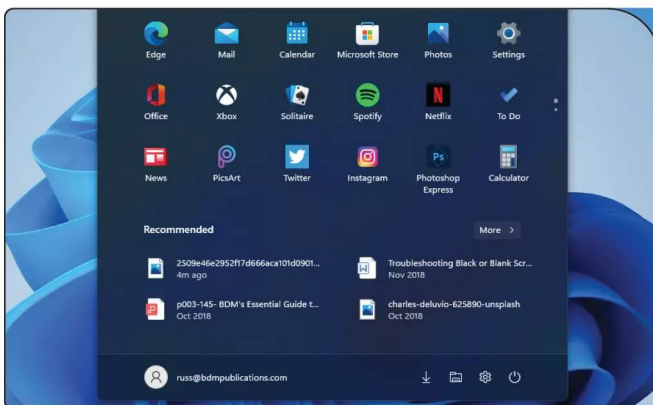 Edge Mail Calendar Microsoft Store Photos Settings
Office Xbox Solitaire Spotify Netflix To Do
Ps
News PicsArt Twitter Instagram Photoshop Calculator
Express
Recommended More >
2509e46e2952f17d666aca101d0901... Troubleshooting Black or Blank Scr...
4m ago Nov 2018
p003-145- BDM's Essential Guide t... charles-deluvio-625890-unsplash
Oct 2018 Oct 2018
russ@bdmpublications.com